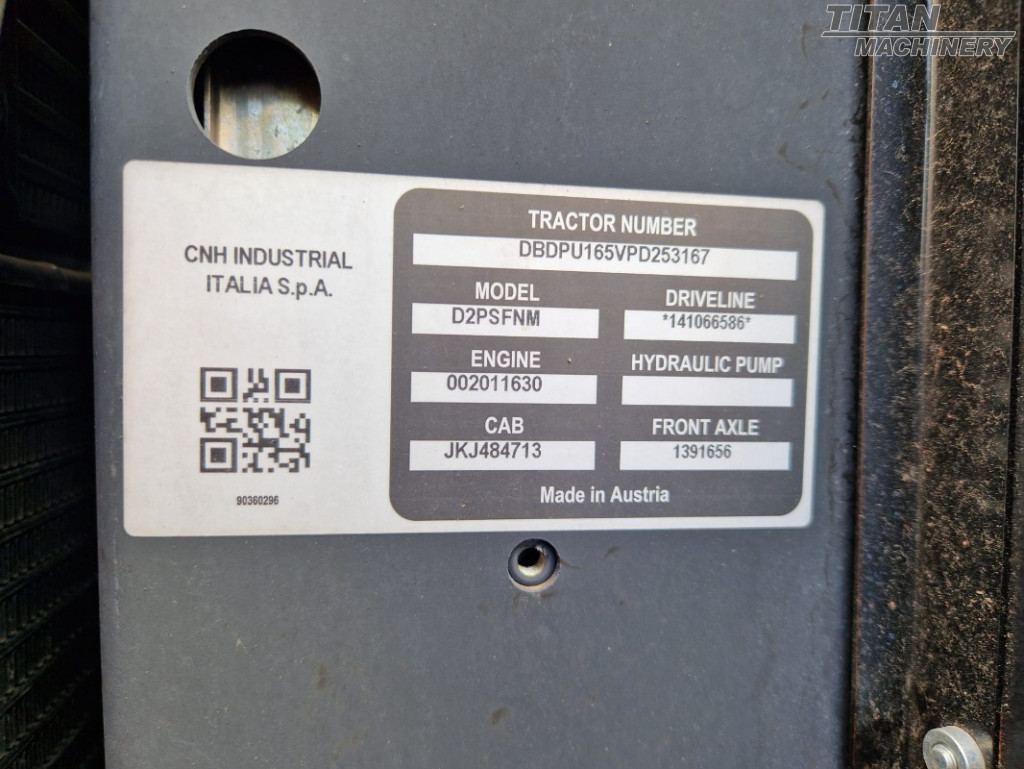 TITAN
MACHINERY
CNH INDUSTRIAL
ITALIA S.p.A.
90360296
TRACTOR NUMBER
DBDPU165VPD253167
MODEL
D2PSFNM
DRIVELINE
*141066586*
ENGINE
002011630
HYDRAULIC PUMP
CAB
JKJ484713
FRONT AXLE
1391656
Made in Austria